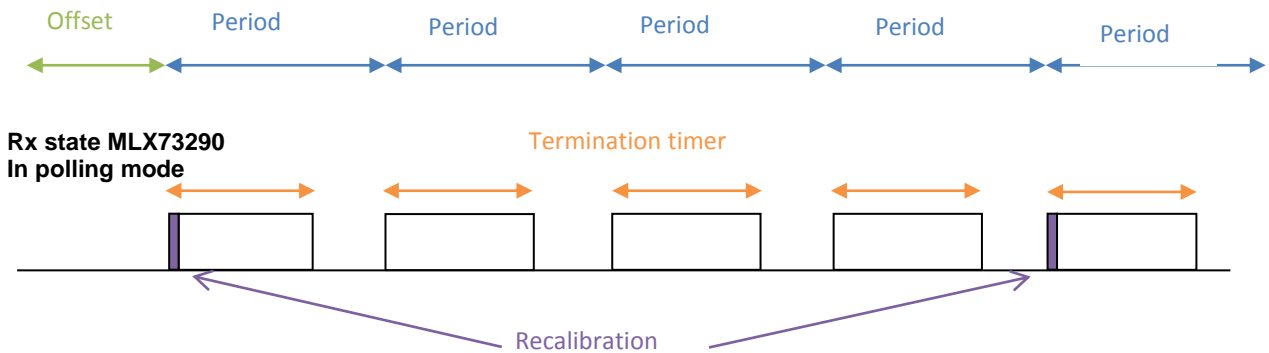 Offset
Period
Period
Period
Period
Period
Rx state MLX73290
In polling mode
Termination timer
Recalibration